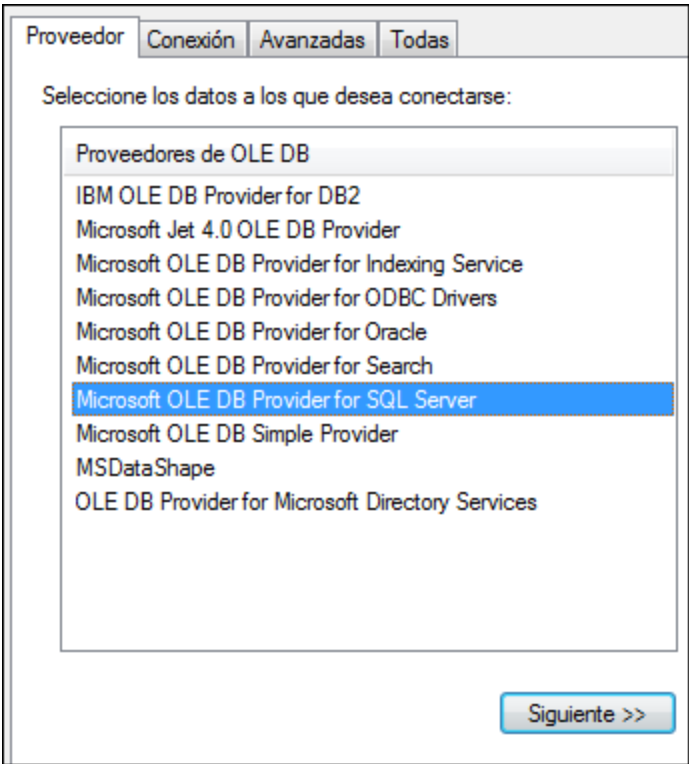 Proveedor Conexión Avanzadas Todas
Seleccione los datos a los que desea conectarse:
Proveedores de OLE DB
IBM OLE DB Provider for DB2
Microsoft Jet 4.0 OLE DB Provider
Microsoft OLE DB Provider for Indexing Service
Microsoft OLE DB Provider for ODBC Drivers
Microsoft OLE DB Provider for Oracle
Microsoft OLE DB Provider for Search
Microsoft OLE DB Provider for SQL Server
Microsoft OLE DB Simple Provider
MSDataShape
OLE DB Provider for Microsoft Directory Services
Siguiente >>